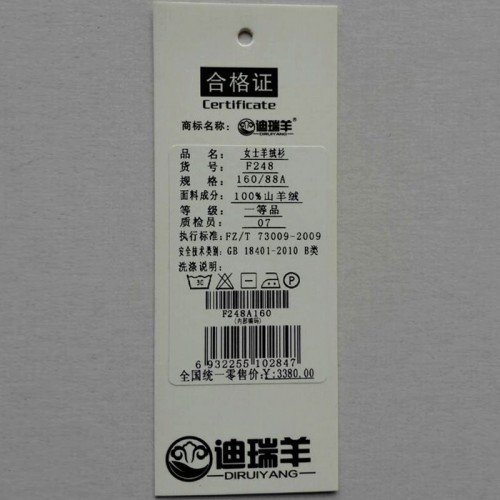 合格证
Certificate
商标名称: 迪瑞羊®
DIRUIYANG
品 名: 女士羊绒衫
货 号: F248
规 格: 160/88A
面料成分: 100%山羊绒
等 级: 一等品
质检员: 07
执行标准: FZ/T 73009-2009
安全技术类别: GB 18401-2010 B类
洗涤说明:
P
F248A160
(内部编码)
6 932255 102847
全国统一零售价:¥:3380.00
迪瑞羊
DIRUIYANG